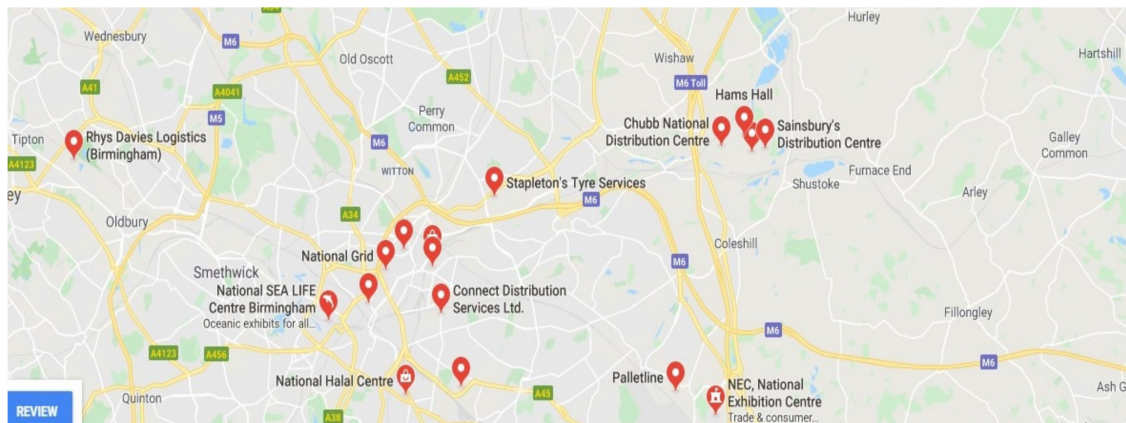 Hurley
Wednesbury
M6
Old Oscott
Wishaw
Hartshill
A452
M6 Toll
A41
A4041
Hams Hall
M5
Perry
Common
Chubb National
Distribution Centre
Sainsbury's
Distribution Centre
Tipton
Rhys Davies Logistics
(Birmingham)
M6
Galley
Common
A4123
WITTON
Furnace End
Stapleton's Tyre Services
Shustoke
Arley
ey
M6
A34
Oldbury
Coleshill
National Grid
M6
Smethwick
National SEA LIFE
Centre Birmingham
Oceanic exhibits for all...
Connect Distribution
Services Ltd.
Fillongley
M6
A4123
A456
M6
National Halal Centre
Palletline
NEC, National
Exhibition Centre
Trade & consumer...
A45
Ash G
Quinton
REVIEW
A38